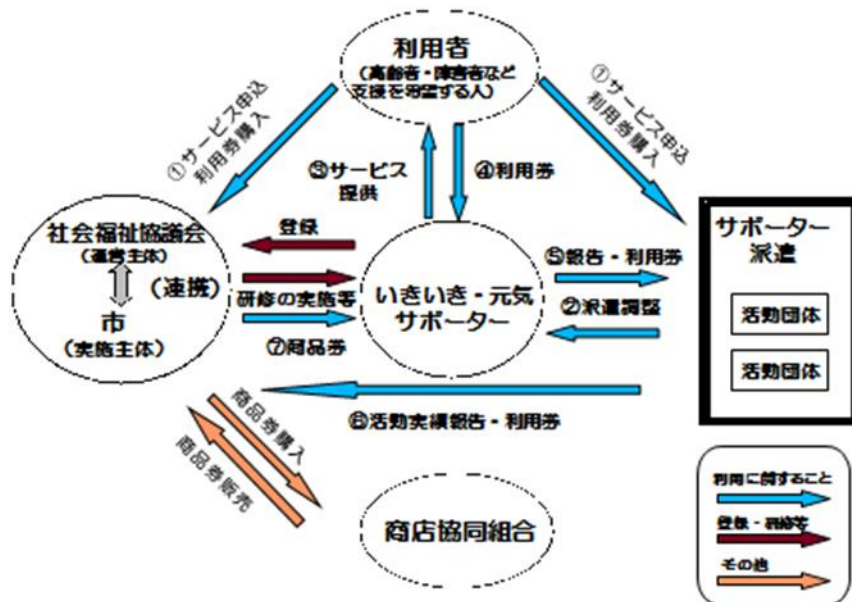 利用者
（高齢者・障害者など
支援を希望する人）
①サービス申込
利用券購入
①サービス申込
利用券購入
③サービス
提供
④利用券
社会福祉協議会
（運営主体）
（連携）
市
（実施主体）
登録
研修の実施等
⑦商品券
いきいき・元気
サポーター
⑤報告・利用券
②派遣調整
サポーター
派遣
活動団体
活動団体
⑥活動実績報告・利用券
商品券購入
商品券販売
商店協同組合
利用に関すること
登録・研修等
その他